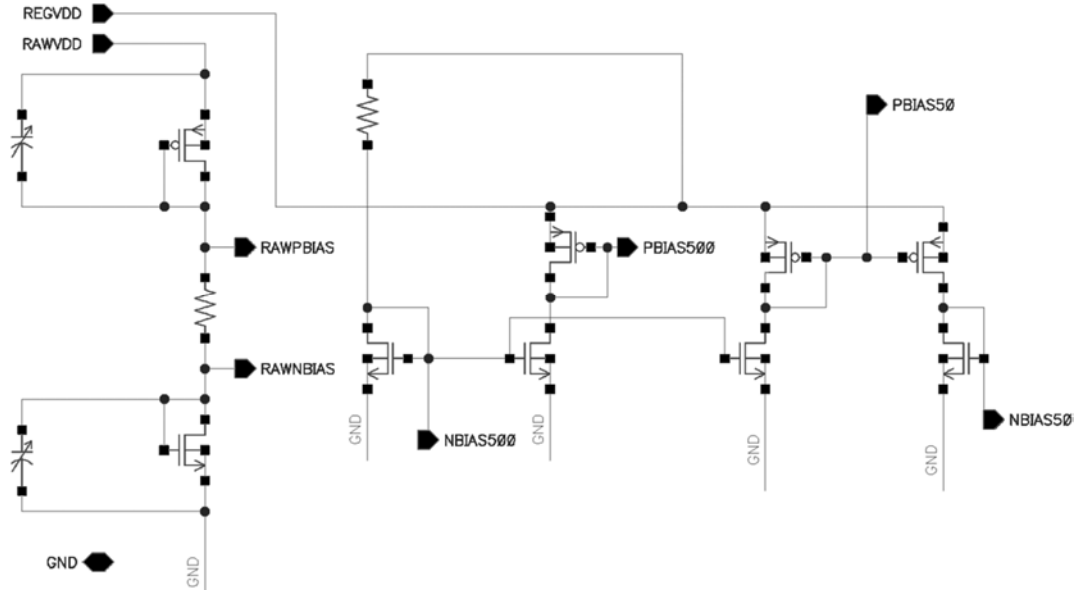 REGVDD
RAWVDD
PBIAS50
RAWPBIAS
PBIAS500
RAWNBIAS
NBIAS500
NBIAS50
GND
GND
GND
GND
GND
GND